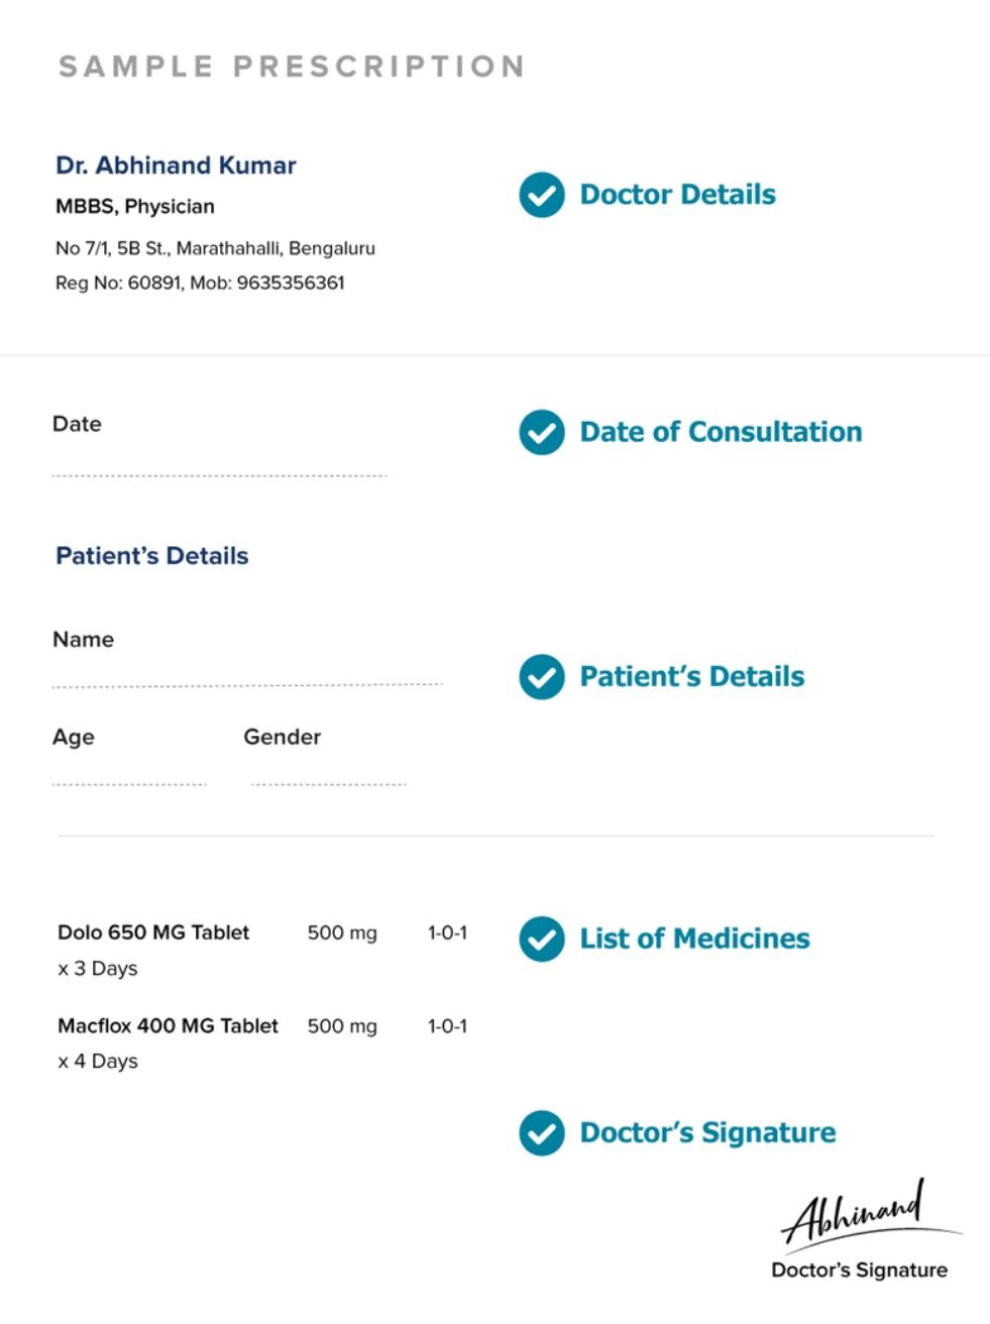 SAMPLE PRESCRIPTION
Dr. Abhinand Kumar
MBBS, Physician
No 7/1, 5B St., Marathahalli, Bengaluru
Reg No: 60891, Mob: 9635356361
Doctor Details
Date
Date of Consultation
Patient’s Details
Name
Patient’s Details
Age Gender
Dolo 650 MG Tablet 500 mg 1-0-1
x 3 Days
List of Medicines
Macflox 400 MG Tablet 500 mg 1-0-1
x 4 Days
Doctor’s Signature
Abhinand
Doctor’s Signature